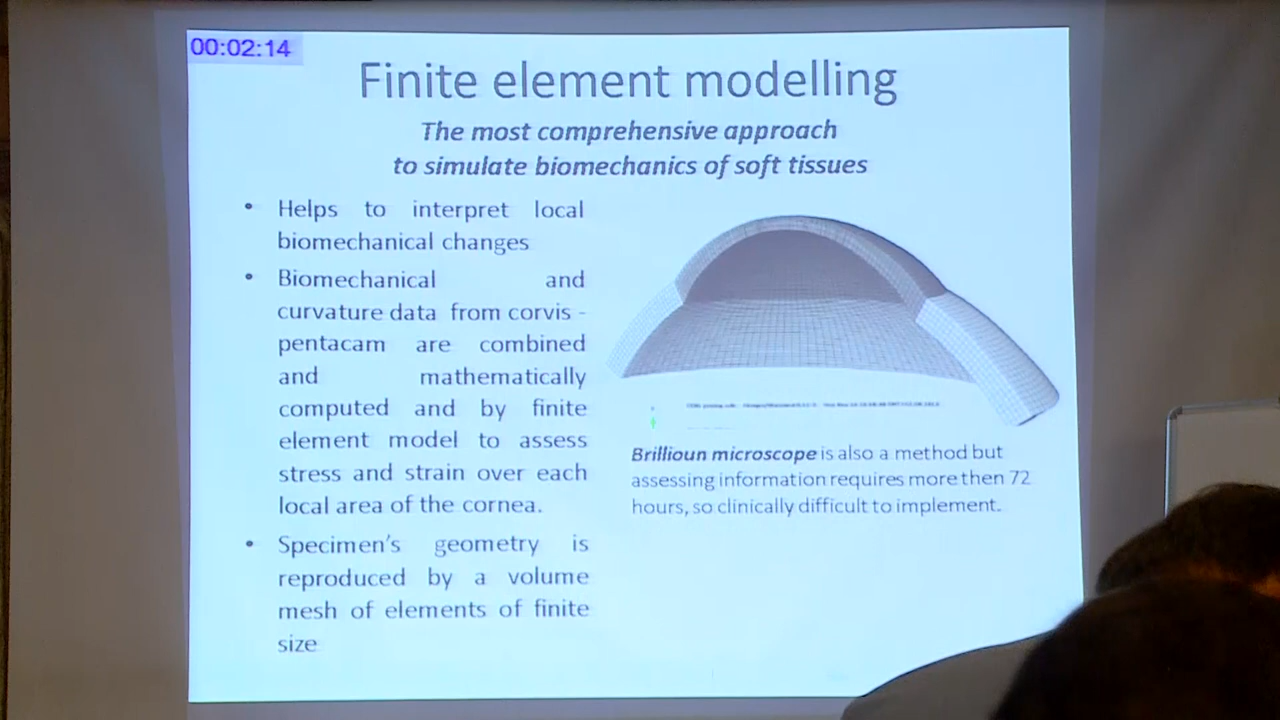 00:02:14
Finite element modelling
The most comprehensive approach
to simulate biomechanics of soft tissues
• Helps to interpret local
biomechanical changes
• Biomechanical and
curvature data from corvis -
pentacam are combined
and mathematically
computed and by finite
element model to assess
stress and strain over each
local area of the cornea.
• Specimen's geometry is
reproduced by a volume
mesh of elements of finite
size
Brillioun microscope is also a method but
assessing information requires more then 72
hours, so clinically difficult to implement.